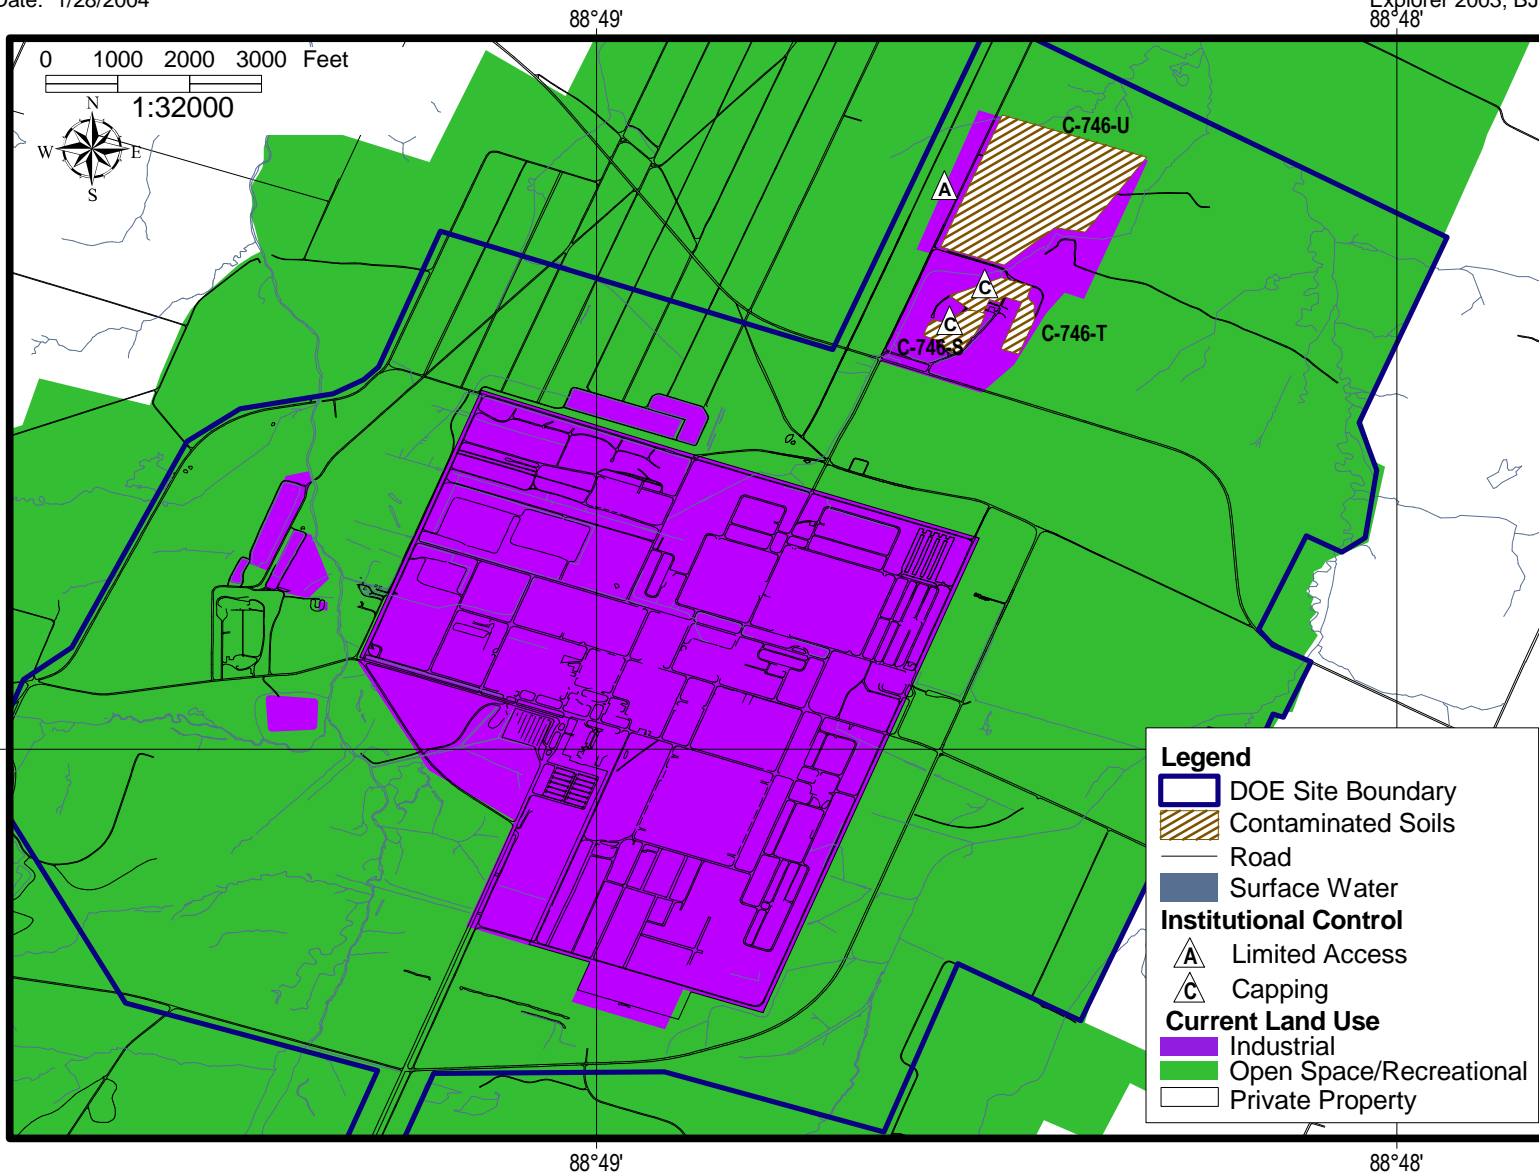 Date: 1/28/2004
Explorer 2003, BJ
88°49'
88°48'
0 1000 2000 3000 Feet
1:32000
N
W E
S
C-746-U
A
C
C
C-746-T
C-746-S
Legend
DOE Site Boundary
Contaminated Soils
Road
Surface Water
Institutional Control
A Limited Access
C Capping
Current Land Use
Industrial
Open Space/Recreational
Private Property
88°49'
88°48'